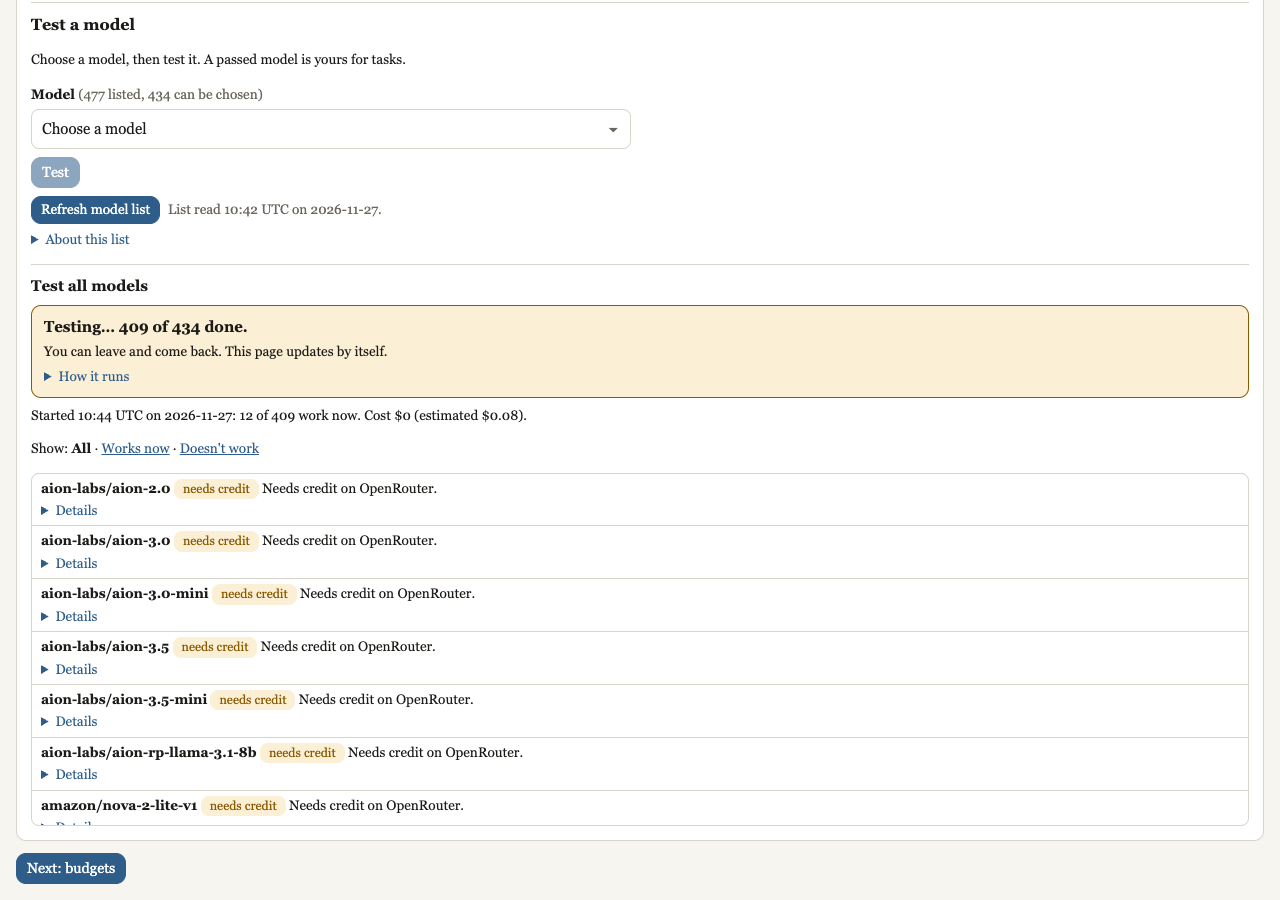 Test a model
Choose a model, then test it. A passed model is yours for tasks.
Model (477 listed, 434 can be chosen)
Choose a model
Test
Refresh model list List read 10:42 UTC on 2026-11-27.
About this list
Test all models
Testing... 409 of 434 done.
You can leave and come back. This page updates by itself.
How it runs
Started 10:44 UTC on 2026-11-27: 12 of 409 work now. Cost $0 (estimated $0.08).
Show: All · Works now · Doesn't work
aion-labs/aion-2.0 needs credit Needs credit on OpenRouter.
Details
aion-labs/aion-3.0 needs credit Needs credit on OpenRouter.
Details
aion-labs/aion-3.0-mini needs credit Needs credit on OpenRouter.
Details
aion-labs/aion-3.5 needs credit Needs credit on OpenRouter.
Details
aion-labs/aion-3.5-mini needs credit Needs credit on OpenRouter.
Details
aion-labs/aion-rp-llama-3.1-8b needs credit Needs credit on OpenRouter.
Details
amazon/nova-2-lite-v1 needs credit Needs credit on OpenRouter.
Details
Next: budgets